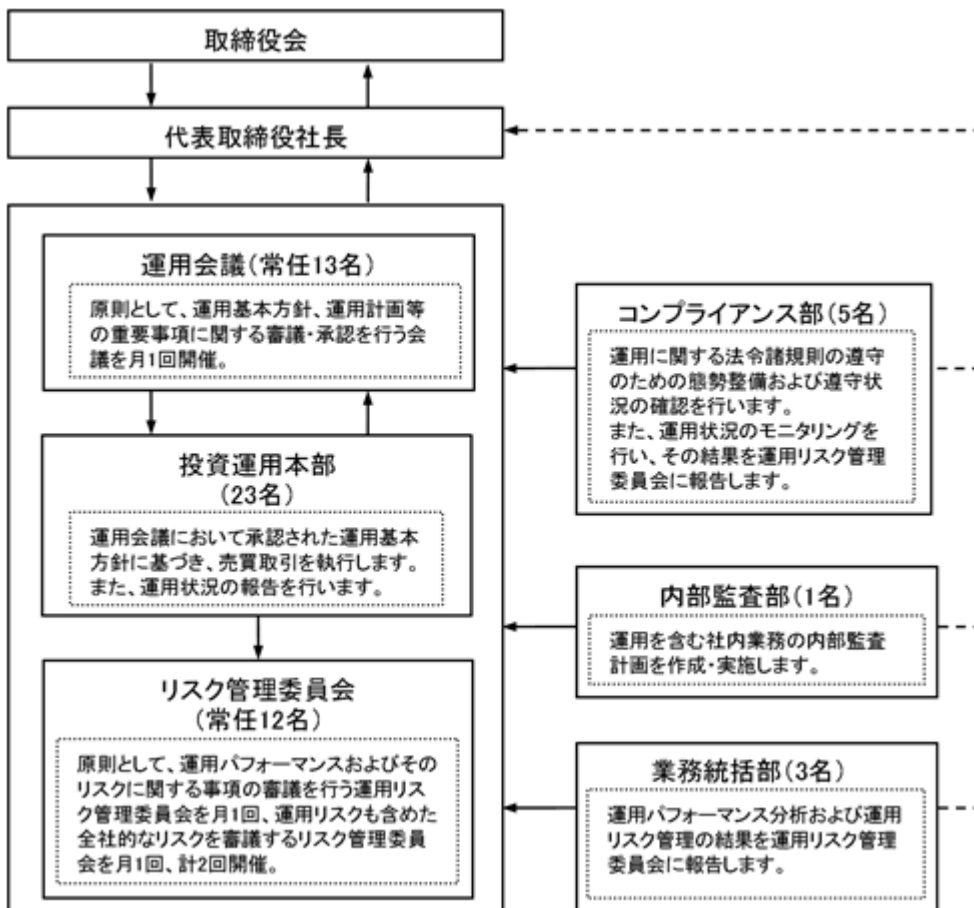 取締役会
代表取締役社長
運用会議(常任13名)
原則として、運用基本方針、運用計画等
の重要事項に関する審議・承認を行う会
議を月1回開催。
投資運用本部
(23名)
運用会議において承認された運用基本
方針に基づき、売買取引を執行します。
また、運用状況の報告を行います。
リスク管理委員会
(常任12名)
原則として、運用パフォーマンスおよびその
リスクに関する事項の審議を行う運用リス
ク管理委員会を月1回、運用リスクも含めた
全社的なリスクを審議するリスク管理委員
会を月1回、計2回開催。
コンプライアンス部(5名)
運用に関する法令諸規則の遵守
のための態勢整備および遵守状
況の確認を行います。
また、運用状況のモニタリングを
行い、その結果を運用リスク管理
委員会に報告します。
内部監査部(1名)
運用を含む社内業務の内部監査
計画を作成・実施します。
業務統括部(3名)
運用パフォーマンス分析および運用
リスク管理の結果を運用リスク管理
委員会に報告します。